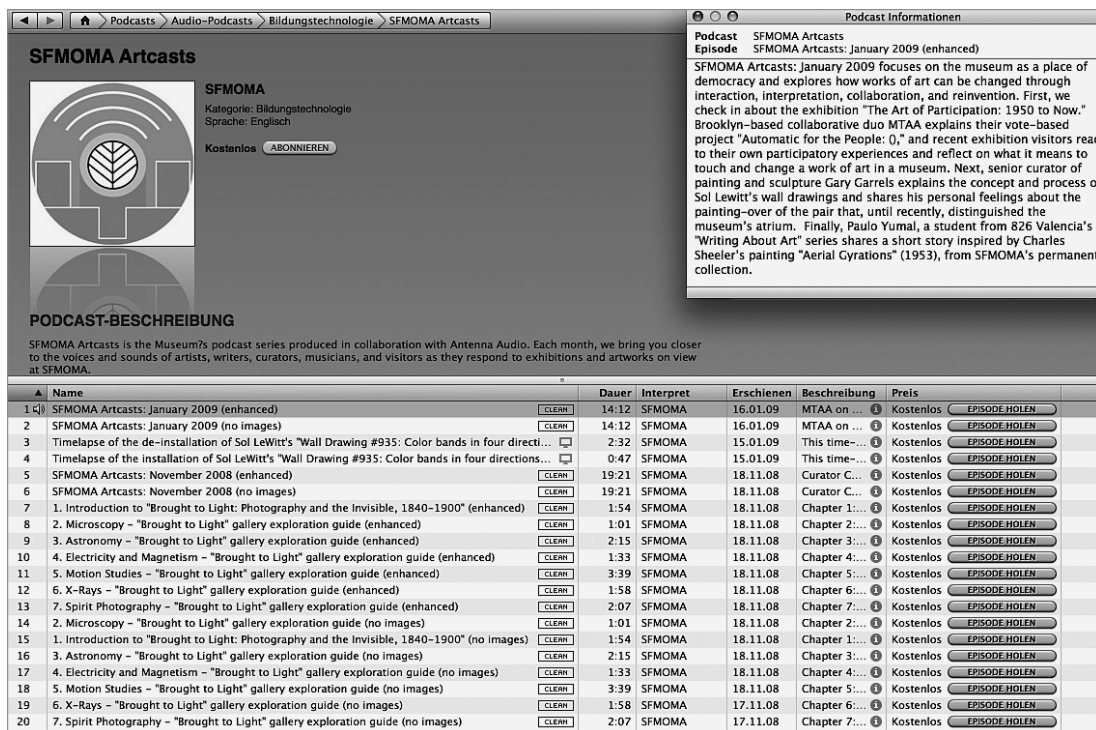 Podcasts Audio-Podcasts Bildungstechnologie SFMOMA Artcasts
SFMOMA Artcasts
SFMOMA
Kategorie: Bildungstechnologie
Sprache: Englisch
Kostenlos ABONNIEREN
PODCAST-BESCHREIBUNG
SFMOMA Artcasts is the Museum?s podcast series produced in collaboration with Antenna Audio. Each month, we bring you closer
to the voices and sounds of artists, writers, curators, musicians, and visitors as they respond to exhibitions and artworks on view
at SFMOMA.
Podcast Informationen
Podcast SFMOMA Artcasts
Episode SFMOMA Artcasts: January 2009 (enhanced)
SFMOMA Artcasts: January 2009 focuses on the museum as a place of
democracy and explores how works of art can be changed through
interaction, interpretation, collaboration, and reinvention. First, we
check in about the exhibition "The Art of Participation: 1950 to Now."
Brooklyn-based collaborative duo MTAA explains their vote-based
project "Automatic for the People: ()," and recent exhibition visitors
to their own participatory experiences and reflect on what it means to
touch and change a work of art in a museum. Next, senior curator of
painting and sculpture Gary Garrels explains the concept and process
Sol Lewitt's wall drawings and shares his personal feelings about the
painting-over of the pair that, until recently, distinguished the
museum's atrium. Finally, Paulo Yumal, a student from 826 Valencia's
"Writing About Art" series shares a short story inspired by Charles
Sheeler's painting "Aerial Gyrations" (1953), from SFMOMA's permanent
collection.
Name Dauer Interpret Erschienen Beschreibung Preis
1 SFMOMA Artcasts: January 2009 (enhanced) CLEAN 14:12 SFMOMA 16.01.09 MTAA on ... Kostenlos EPISODE HOLEN
2 SFMOMA Artcasts: January 2009 (no images) CLEAN 14:12 SFMOMA 16.01.09 MTAA on ... Kostenlos EPISODE HOLEN
3 Timelapse of the de-installation of Sol LeWitt's "Wall Drawing #935: Color bands in four directi... 2:32 SFMOMA 15.01.09 This time-... Kostenlos EPISODE HOLEN
4 Timelapse of the installation of Sol LeWitt's "Wall Drawing #935: Color bands in four directions... 0:47 SFMOMA 15.01.09 This time-... Kostenlos EPISODE HOLEN
5 SFMOMA Artcasts: November 2008 (enhanced) CLEAN 19:21 SFMOMA 18.11.08 Curator C... Kostenlos EPISODE HOLEN
6 SFMOMA Artcasts: November 2008 (no images) CLEAN 19:21 SFMOMA 18.11.08 Curator C... Kostenlos EPISODE HOLEN
7 1. Introduction to "Brought to Light: Photography and the Invisible, 1840-1900" (enhanced) CLEAN 1:54 SFMOMA 18.11.08 Chapter 1:... Kostenlos EPISODE HOLEN
8 2. Microscopy - "Brought to Light" gallery exploration guide (enhanced) CLEAN 1:01 SFMOMA 18.11.08 Chapter 2:... Kostenlos EPISODE HOLEN
9 3. Astronomy - "Brought to Light" gallery exploration guide (enhanced) CLEAN 2:15 SFMOMA 18.11.08 Chapter 3:... Kostenlos EPISODE HOLEN
10 4. Electricity and Magnetism - "Brought to Light" gallery exploration guide (enhanced) CLEAN 1:33 SFMOMA 18.11.08 Chapter 4:... Kostenlos EPISODE HOLEN
11 5. Motion Studies - "Brought to Light" gallery exploration guide (enhanced) CLEAN 3:39 SFMOMA 18.11.08 Chapter 5:... Kostenlos EPISODE HOLEN
12 6. X-Rays - "Brought to Light" gallery exploration guide (enhanced) CLEAN 1:58 SFMOMA 18.11.08 Chapter 6:... Kostenlos EPISODE HOLEN
13 7. Spirit Photography - "Brought to Light" gallery exploration guide (enhanced) CLEAN 2:07 SFMOMA 18.11.08 Chapter 7:... Kostenlos EPISODE HOLEN
14 2. Microscopy - "Brought to Light" gallery exploration guide (no images) CLEAN 1:01 SFMOMA 18.11.08 Chapter 2:... Kostenlos EPISODE HOLEN
15 1. Introduction to "Brought to Light: Photography and the Invisible, 1840-1900" (no images) CLEAN 1:54 SFMOMA 18.11.08 Chapter 1:... Kostenlos EPISODE HOLEN
16 3. Astronomy - "Brought to Light" gallery exploration guide (no images) CLEAN 2:15 SFMOMA 18.11.08 Chapter 3:... Kostenlos EPISODE HOLEN
17 4. Electricity and Magnetism - "Brought to Light" gallery exploration guide (no images) CLEAN 1:33 SFMOMA 18.11.08 Chapter 4:... Kostenlos EPISODE HOLEN
18 5. Motion Studies - "Brought to Light" gallery exploration guide (no images) CLEAN 3:39 SFMOMA 18.11.08 Chapter 5:... Kostenlos EPISODE HOLEN
19 6. X-Rays - "Brought to Light" gallery exploration guide (no images) CLEAN 1:58 SFMOMA 17.11.08 Chapter 6:... Kostenlos EPISODE HOLEN
20 7. Spirit Photography - "Brought to Light" gallery exploration guide (no images) CLEAN 2:07 SFMOMA 17.11.08 Chapter 7:... Kostenlos EPISODE HOLEN